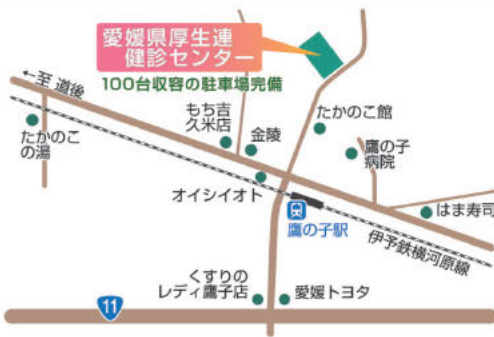 愛媛県厚生連
健診センター
100台収容の駐車場完備
←至 道後
もち吉
久米店
金陵
たかのこ館
たかのこ
の湯
鷹の子
病院
オイシイオト
はま寿司
鷹の子駅
伊予鉄横河原線
くすりの
レディ鷹子店
愛媛トヨタ
11